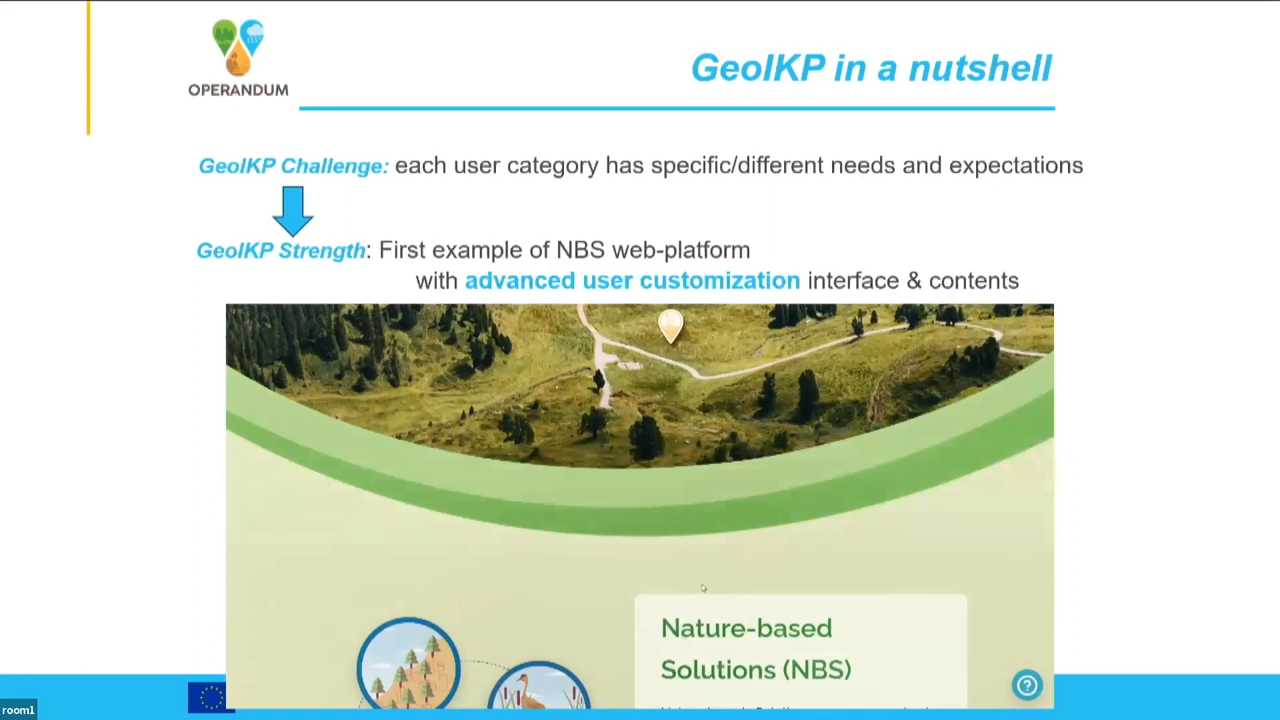 OPERANDUM
GeoIKP in a nutshell
GeoIKP Challenge: each user category has specific/different needs and expectations
GeoIKP Strength: First example of NBS web-platform
with advanced user customization interface & contents
Nature-based
Solutions (NBS)
room1